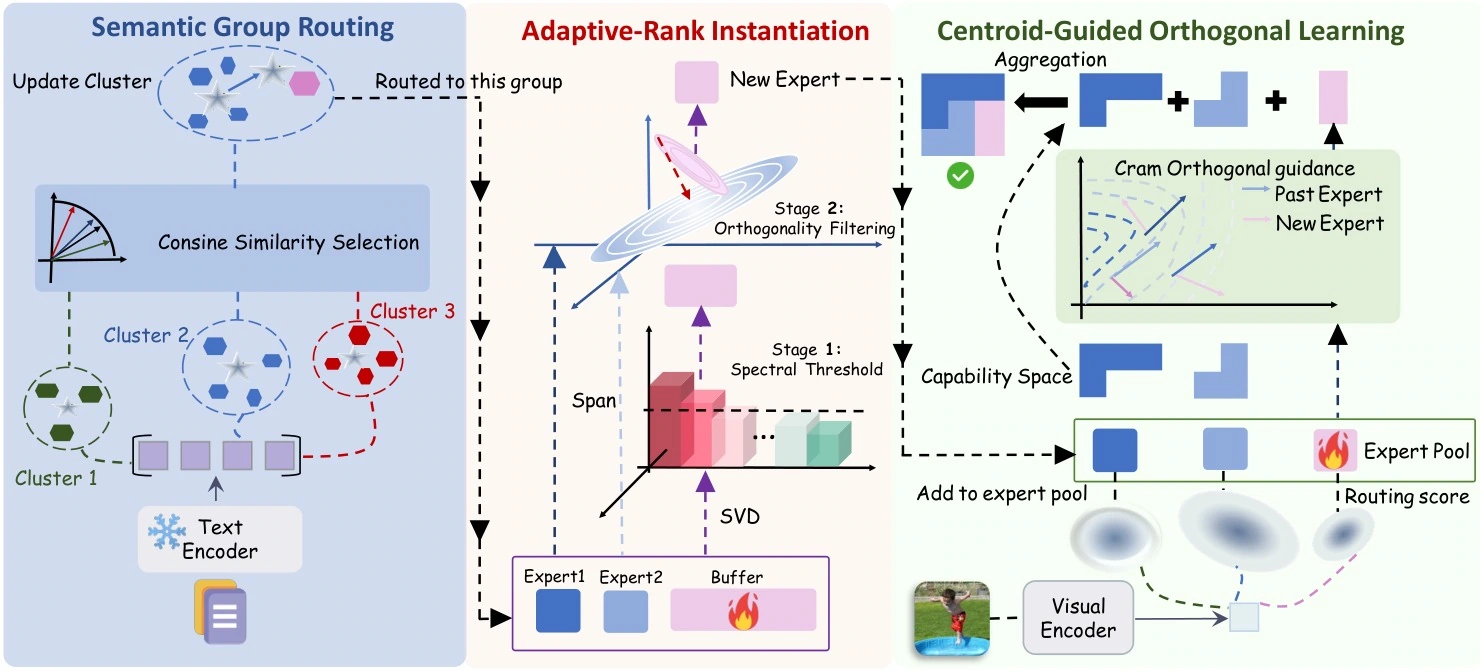 Semantic Group Routing
Update Cluster
Routed to this group
Consine Similarity Selection
Cluster 2
Cluster 3
Cluster 1
Text
Encoder
Adaptive-Rank Instantiation
New Expert
Stage 2:
Orthogonality Filtering
Stage 1:
Spectral Threshold
Span
...
SVD
Expert1
Expert2
Buffer
Centroid-Guided Orthogonal Learning
Aggregation
Cram Orthogonal guidance
Past Expert
New Expert
Capability Space
Expert Pool
Add to expert pool
Routing score
Visual
Encoder